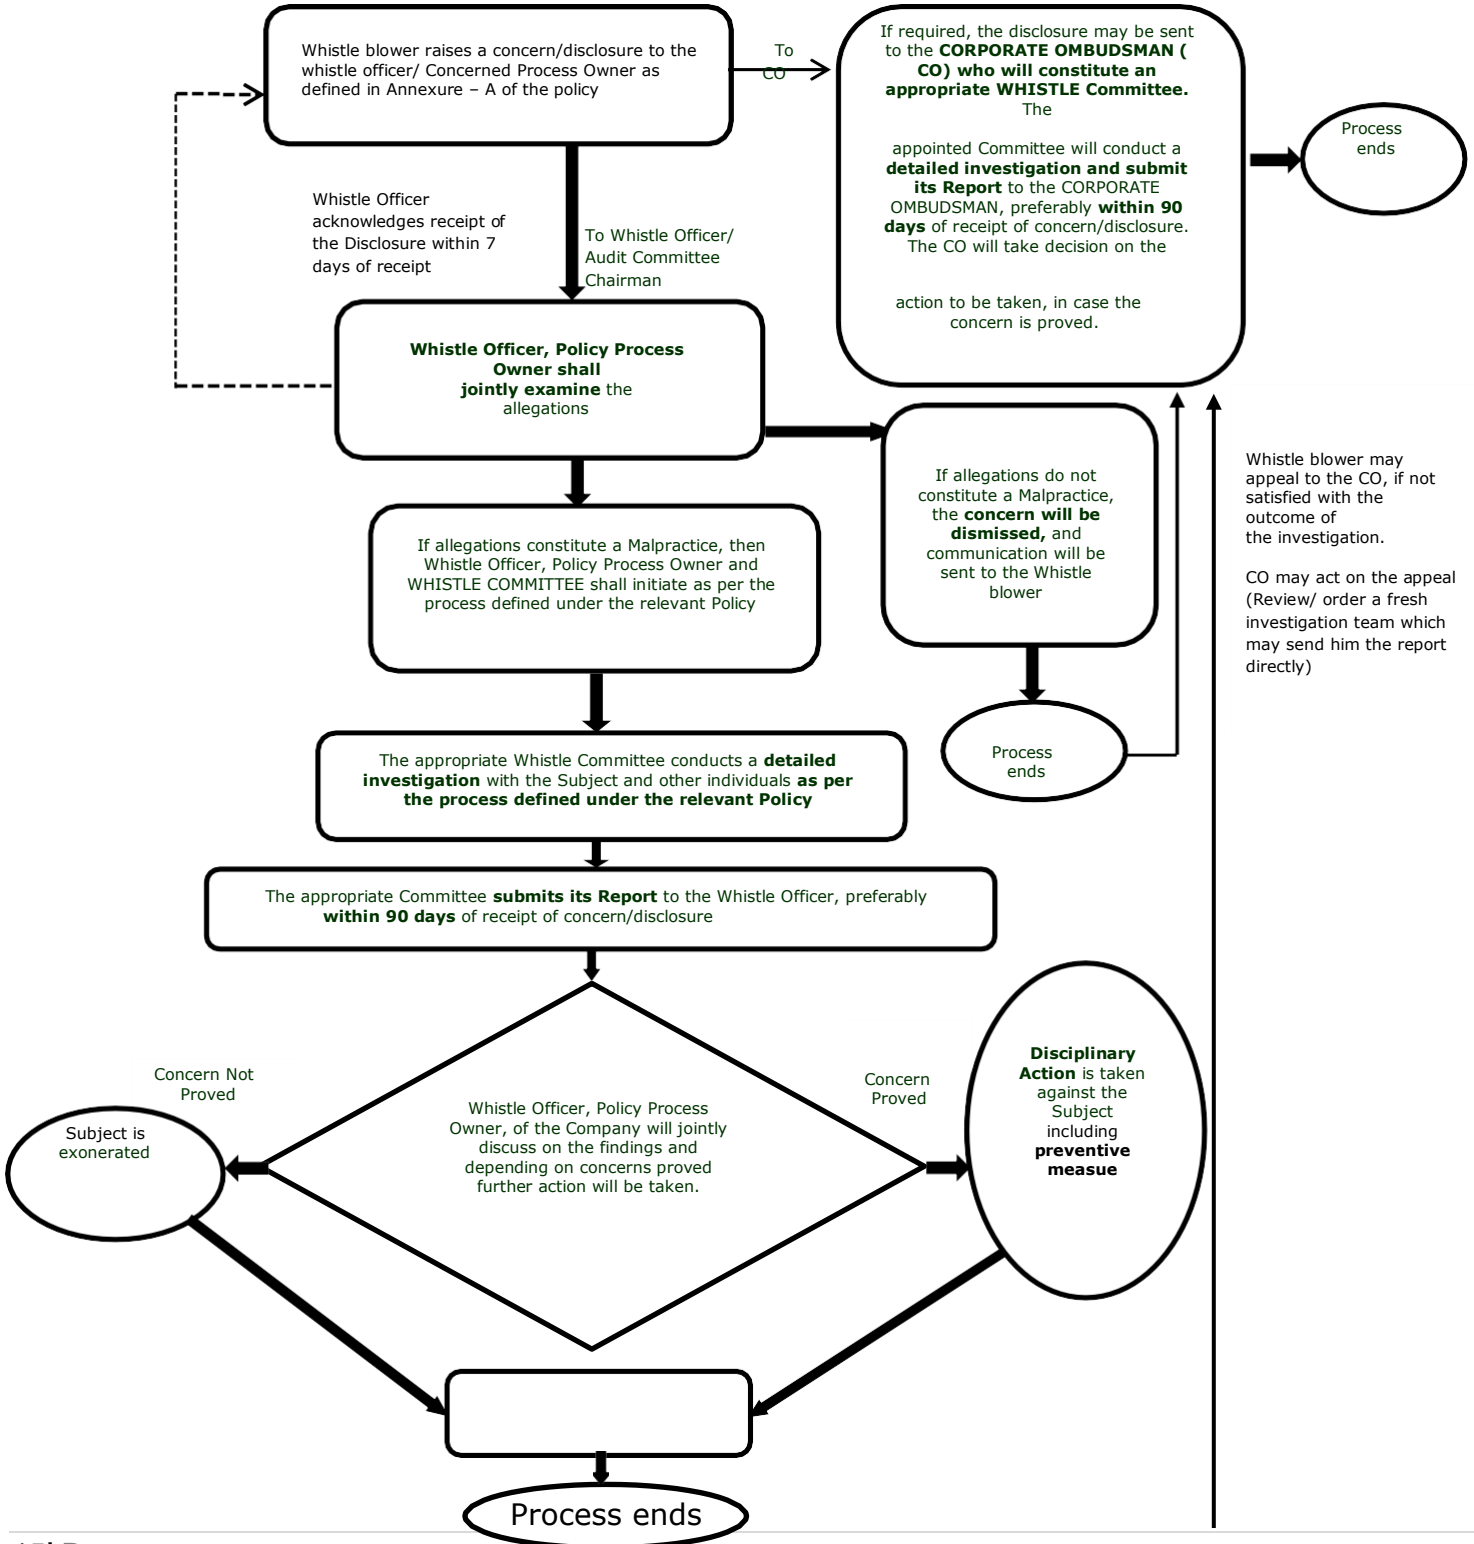 Whistle blower raises a concern/disclosure to the
whistle officer/ Concerned Process Owner as
defined in Annexure – A of the policy
To
CO
If required, the disclosure may be sent
to the CORPORATE OMBUDSMAN (
CO) who will constitute an
appropriate WHISTLE Committee.
The
appointed Committee will conduct a
detailed investigation and submit
its Report to the CORPORATE
OMBUDSMAN, preferably within 90
days of receipt of concern/disclosure.
The CO will take decision on the
action to be taken, in case the
concern is proved.
Process
ends
Whistle Officer
acknowledges receipt of
the Disclosure within 7
days of receipt
To Whistle Officer/
Audit Committee
Chairman
Whistle Officer, Policy Process
Owner shall
jointly examine the
allegations
If allegations do not
constitute a Malpractice,
the concern will be
dismissed, and
communication will be
sent to the Whistle
blower
Whistle blower may
appeal to the CO, if not
satisfied with the
outcome of
the investigation.
CO may act on the appeal
(Review/ order a fresh
investigation team which
may send him the report
directly)
If allegations constitute a Malpractice, then
Whistle Officer, Policy Process Owner and
WHISTLE COMMITTEE shall initiate as per the
process defined under the relevant Policy
Process
ends
The appropriate Whistle Committee conducts a detailed
investigation with the Subject and other individuals as per
the process defined under the relevant Policy
The appropriate Committee submits its Report to the Whistle Officer, preferably
within 90 days of receipt of concern/disclosure
Concern Not
Proved
Concern
Proved
Subject is
exonerated
Whistle Officer, Policy Process
Owner, of the Company will jointly
discuss on the findings and
depending on concerns proved
further action will be taken.
Disciplinary
Action is taken
against the
Subject
including
preventive
measue
Process ends